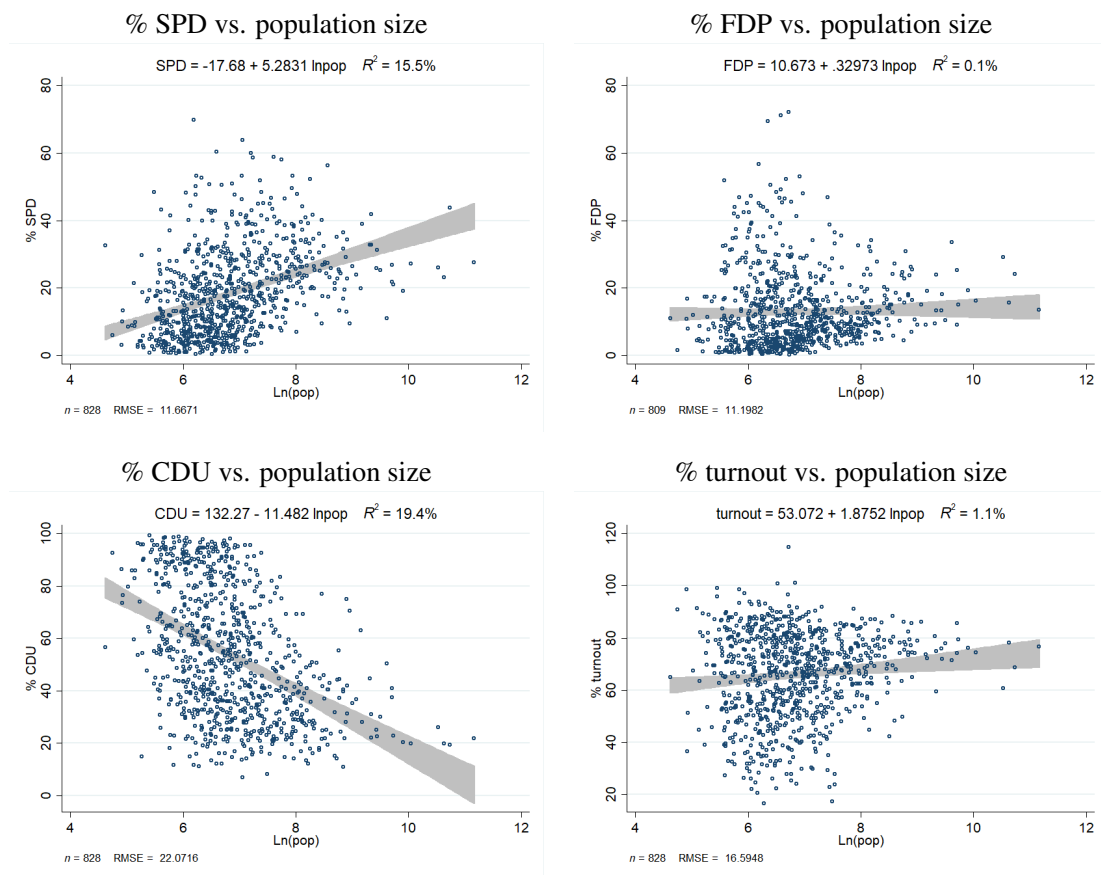 % SPD vs. population size
SPD = -17.68 + 5.2831 lnpop R² = 15.5%
80
60
40
20
0
% SPD
4 6 8 10 12
Ln(pop)
n = 828 RMSE = 11.6671
% FDP vs. population size
FDP = 10.673 + .32973 lnpop R² = 0.1%
80
60
40
20
0
% FDP
4 6 8 10 12
Ln(pop)
n = 809 RMSE = 11.1982
% CDU vs. population size
CDU = 132.27 - 11.482 lnpop R² = 19.4%
100
80
60
40
20
0
% CDU
4 6 8 10 12
Ln(pop)
n = 828 RMSE = 22.0716
% turnout vs. population size
turnout = 53.072 + 1.8752 lnpop R² = 1.1%
120
100
80
60
40
20
% turnout
4 6 8 10 12
Ln(pop)
n = 828 RMSE = 16.5948